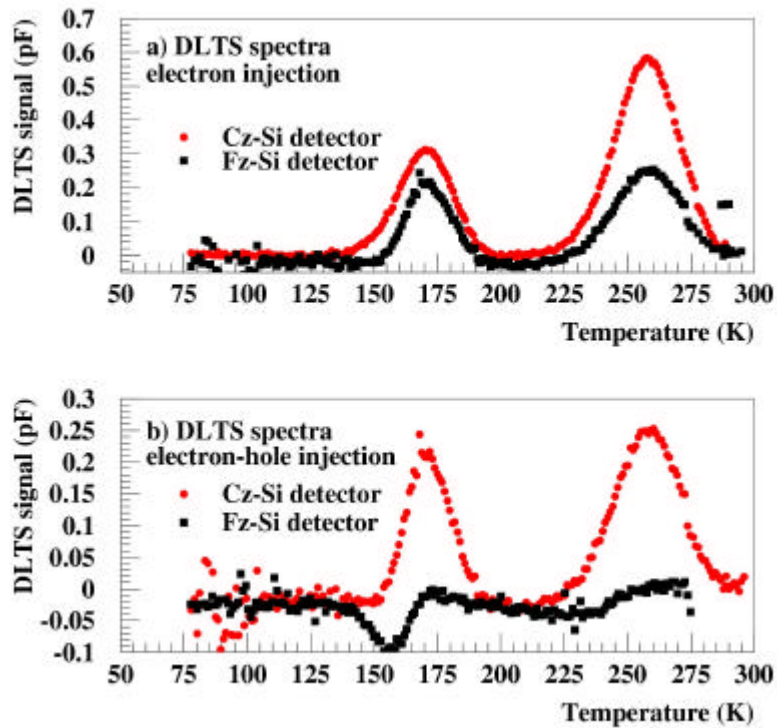 DLTS signal (pF)
0.7
0.6
0.5
0.4
0.3
0.2
0.1
0
a) DLTS spectra
electron injection
Cz-Si detector
Fz-Si detector
50 75 100 125 150 175 200 225 250 275 300
Temperature (K)
DLTS signal (pF)
0.3
0.25
0.2
0.15
0.1
0.05
0
-0.05
-0.1
b) DLTS spectra
electron-hole injection
Cz-Si detector
Fz-Si detector
50 75 100 125 150 175 200 225 250 275 300
Temperature (K)